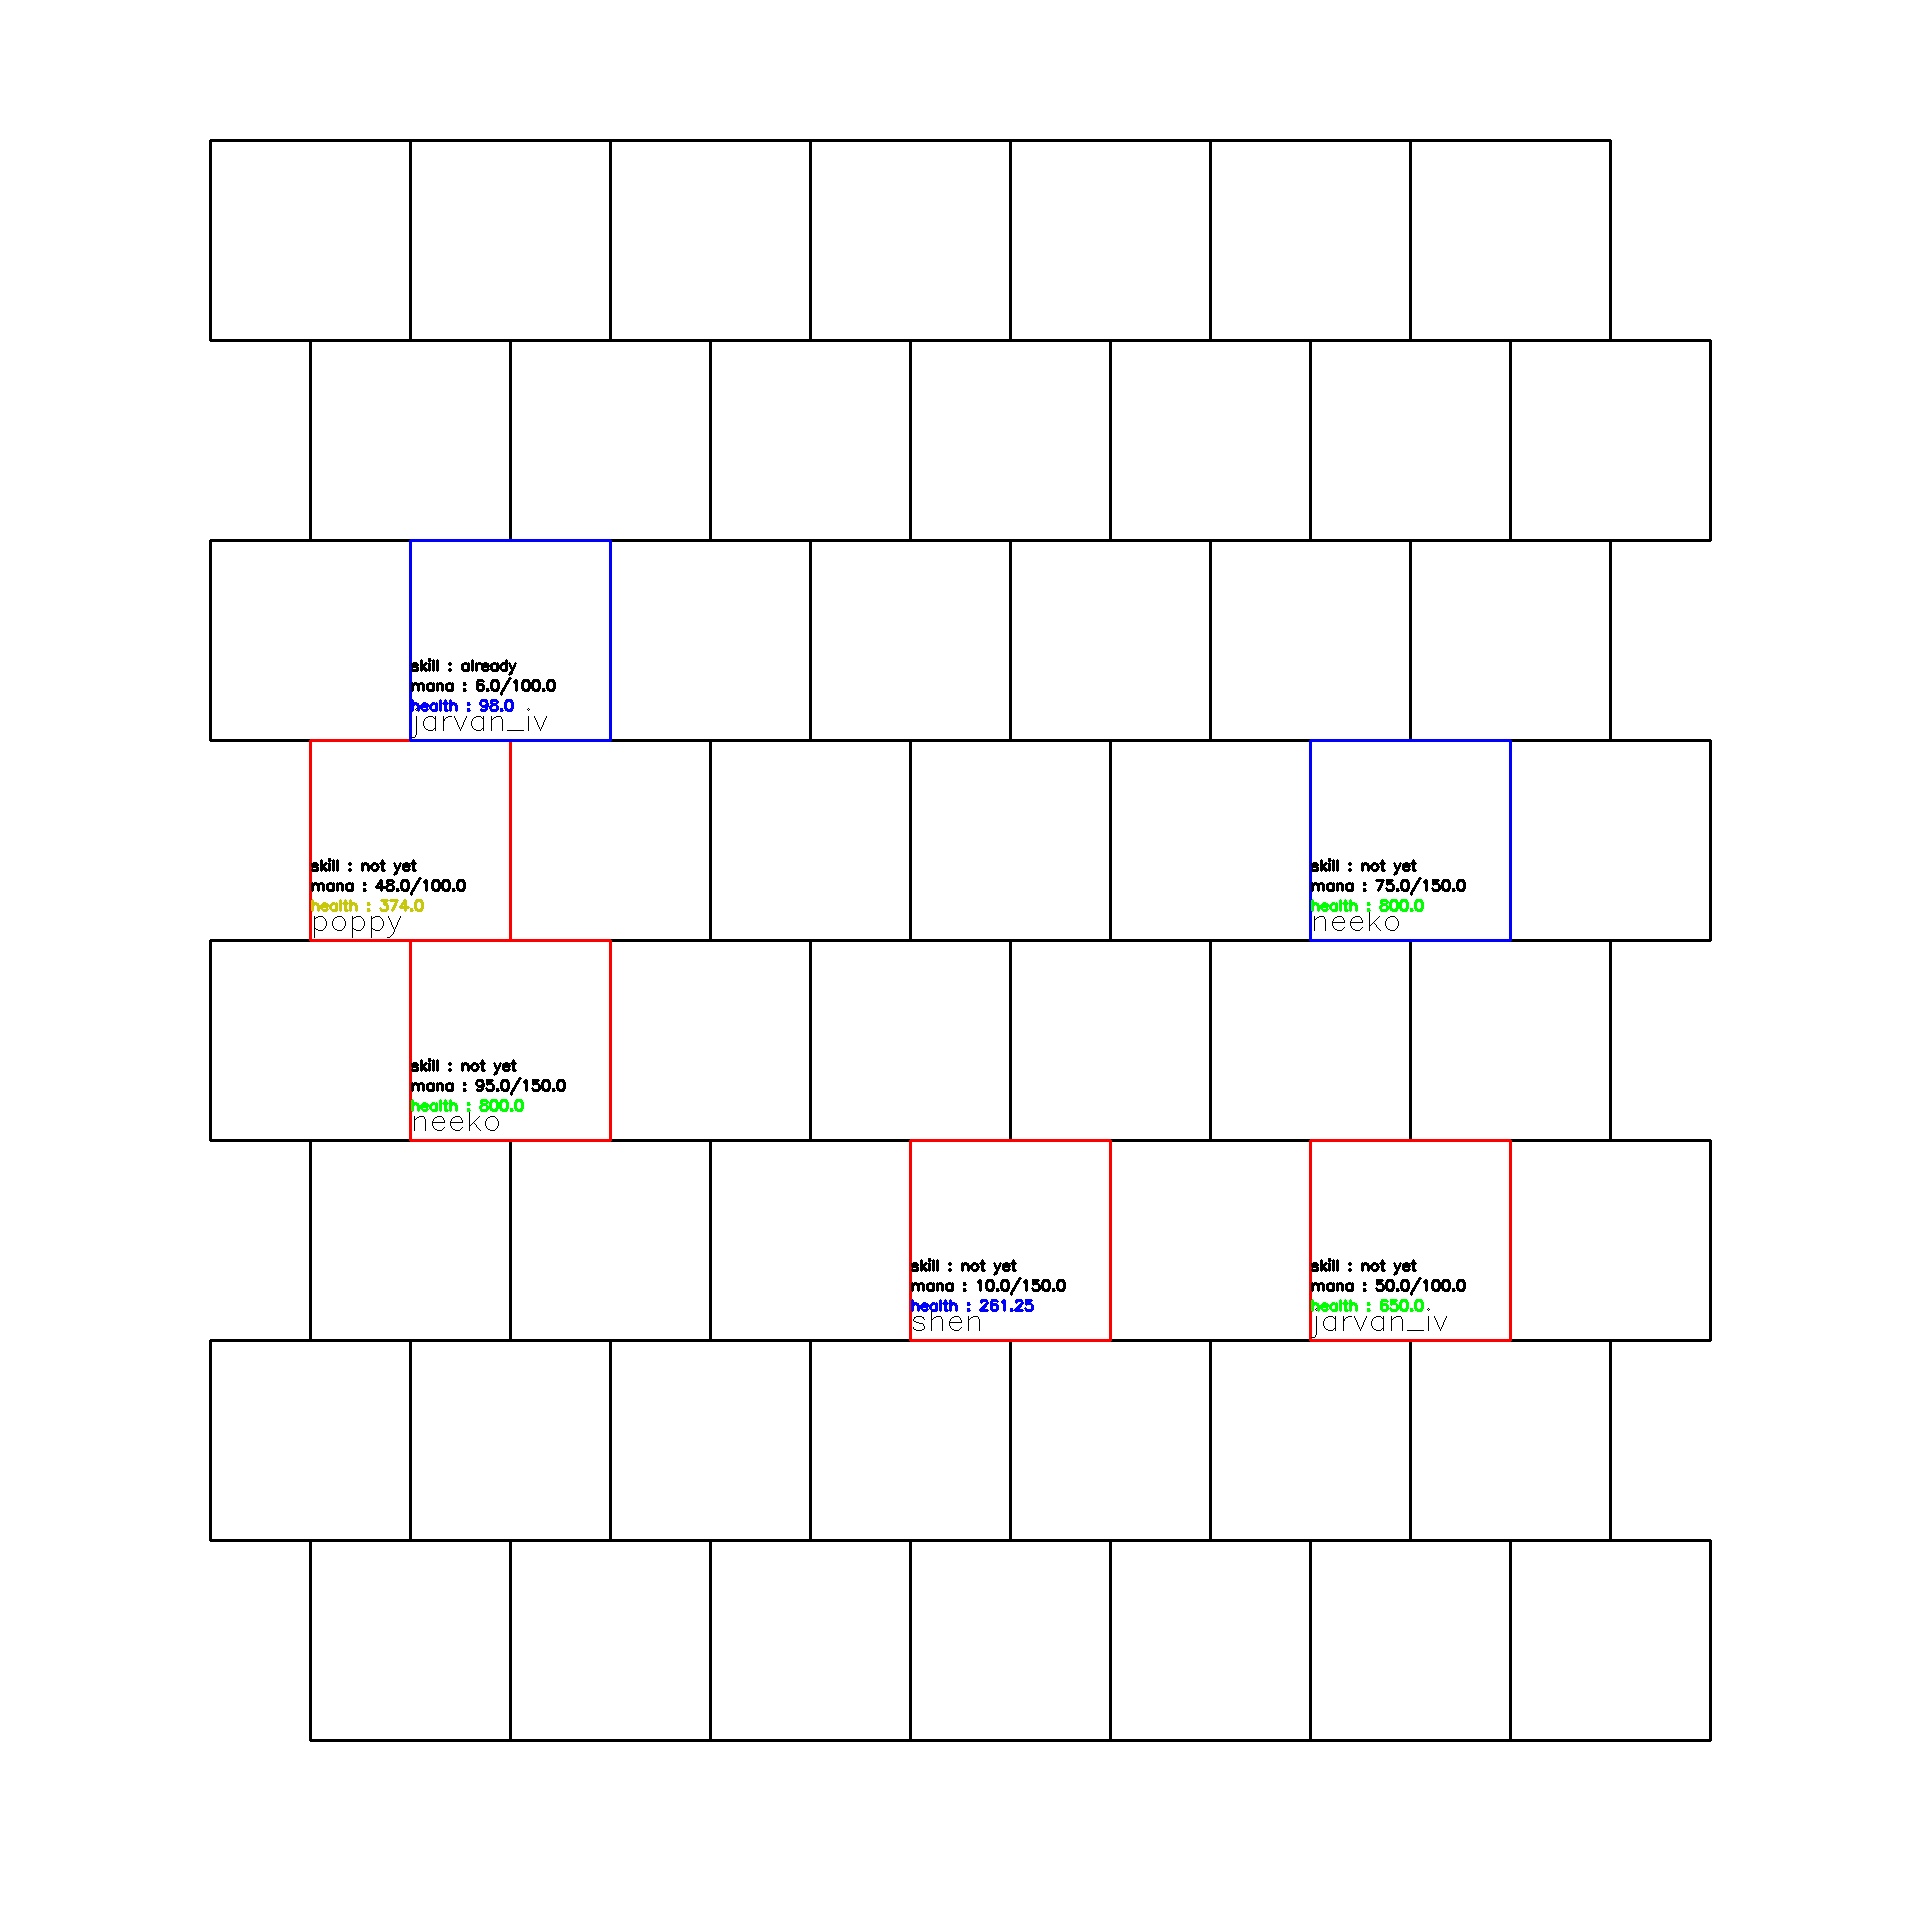 skill : already
mana : 6.0/100.0
health : 98.0
jarvan_iv
skill : not yet
mana : 48.0/100.0
health : 374.0
poppy
skill : not yet
mana : 75.0/150.0
health : 800.0
neeko
skill : not yet
mana : 95.0/150.0
health : 800.0
neeko
skill : not yet
mana : 10.0/150.0
health : 261.25
shen
skill : not yet
mana : 50.0/100.0
health : 650.0
jarvan_iv